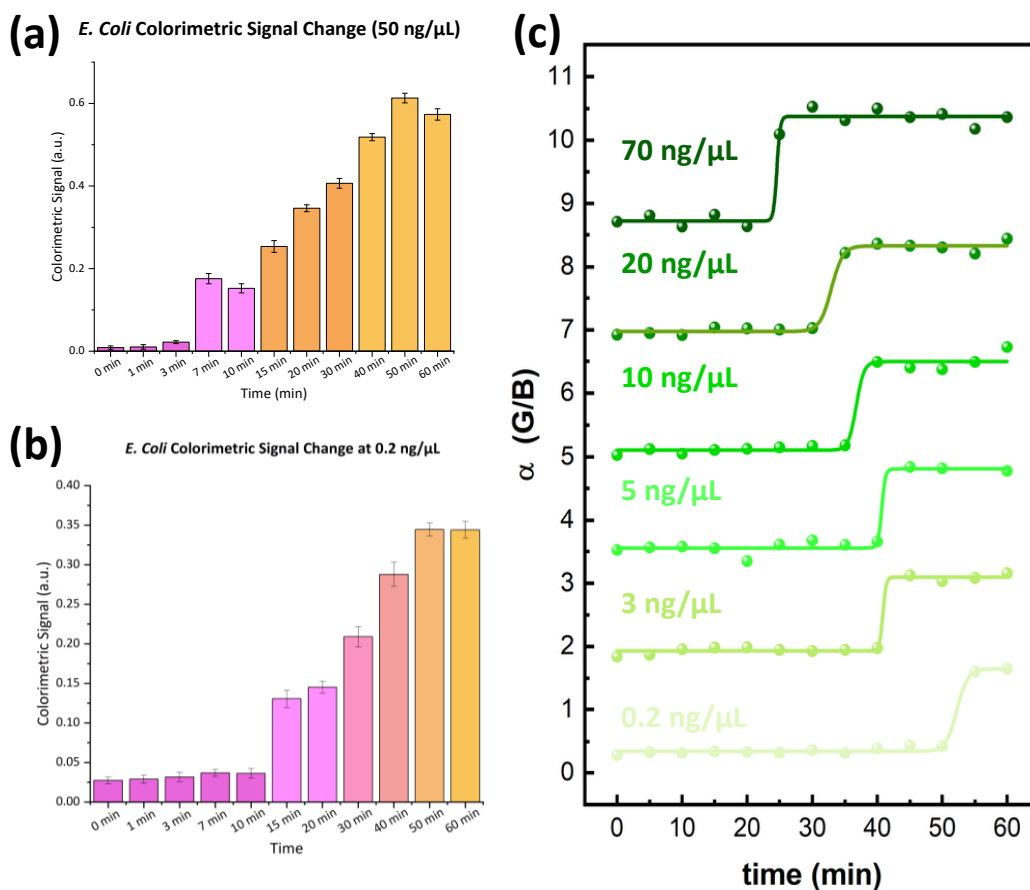 (a)
E. Coli Colorimetric Signal Change (50 ng/µL)
Colorimetric Signal (a.u.)
0.6
0.4
0.2
0.0
0 min
1 min
3 min
7 min
10 min
15 min
20 min
30 min
40 min
50 min
60 min
Time (min)
(b)
E. Coli Colorimetric Signal Change at 0.2 ng/µL
Colorimetric Signal (a.u.)
0.40
0.35
0.30
0.25
0.20
0.15
0.10
0.05
0.00
0 min
1 min
3 min
7 min
10 min
15 min
20 min
30 min
40 min
50 min
60 min
Time
(c)
α (G/B)
11
10
9
8
7
6
5
4
3
2
1
0
70 ng/µL
20 ng/µL
10 ng/µL
5 ng/µL
3 ng/µL
0.2 ng/µL
0
10
20
30
40
50
60
time (min)